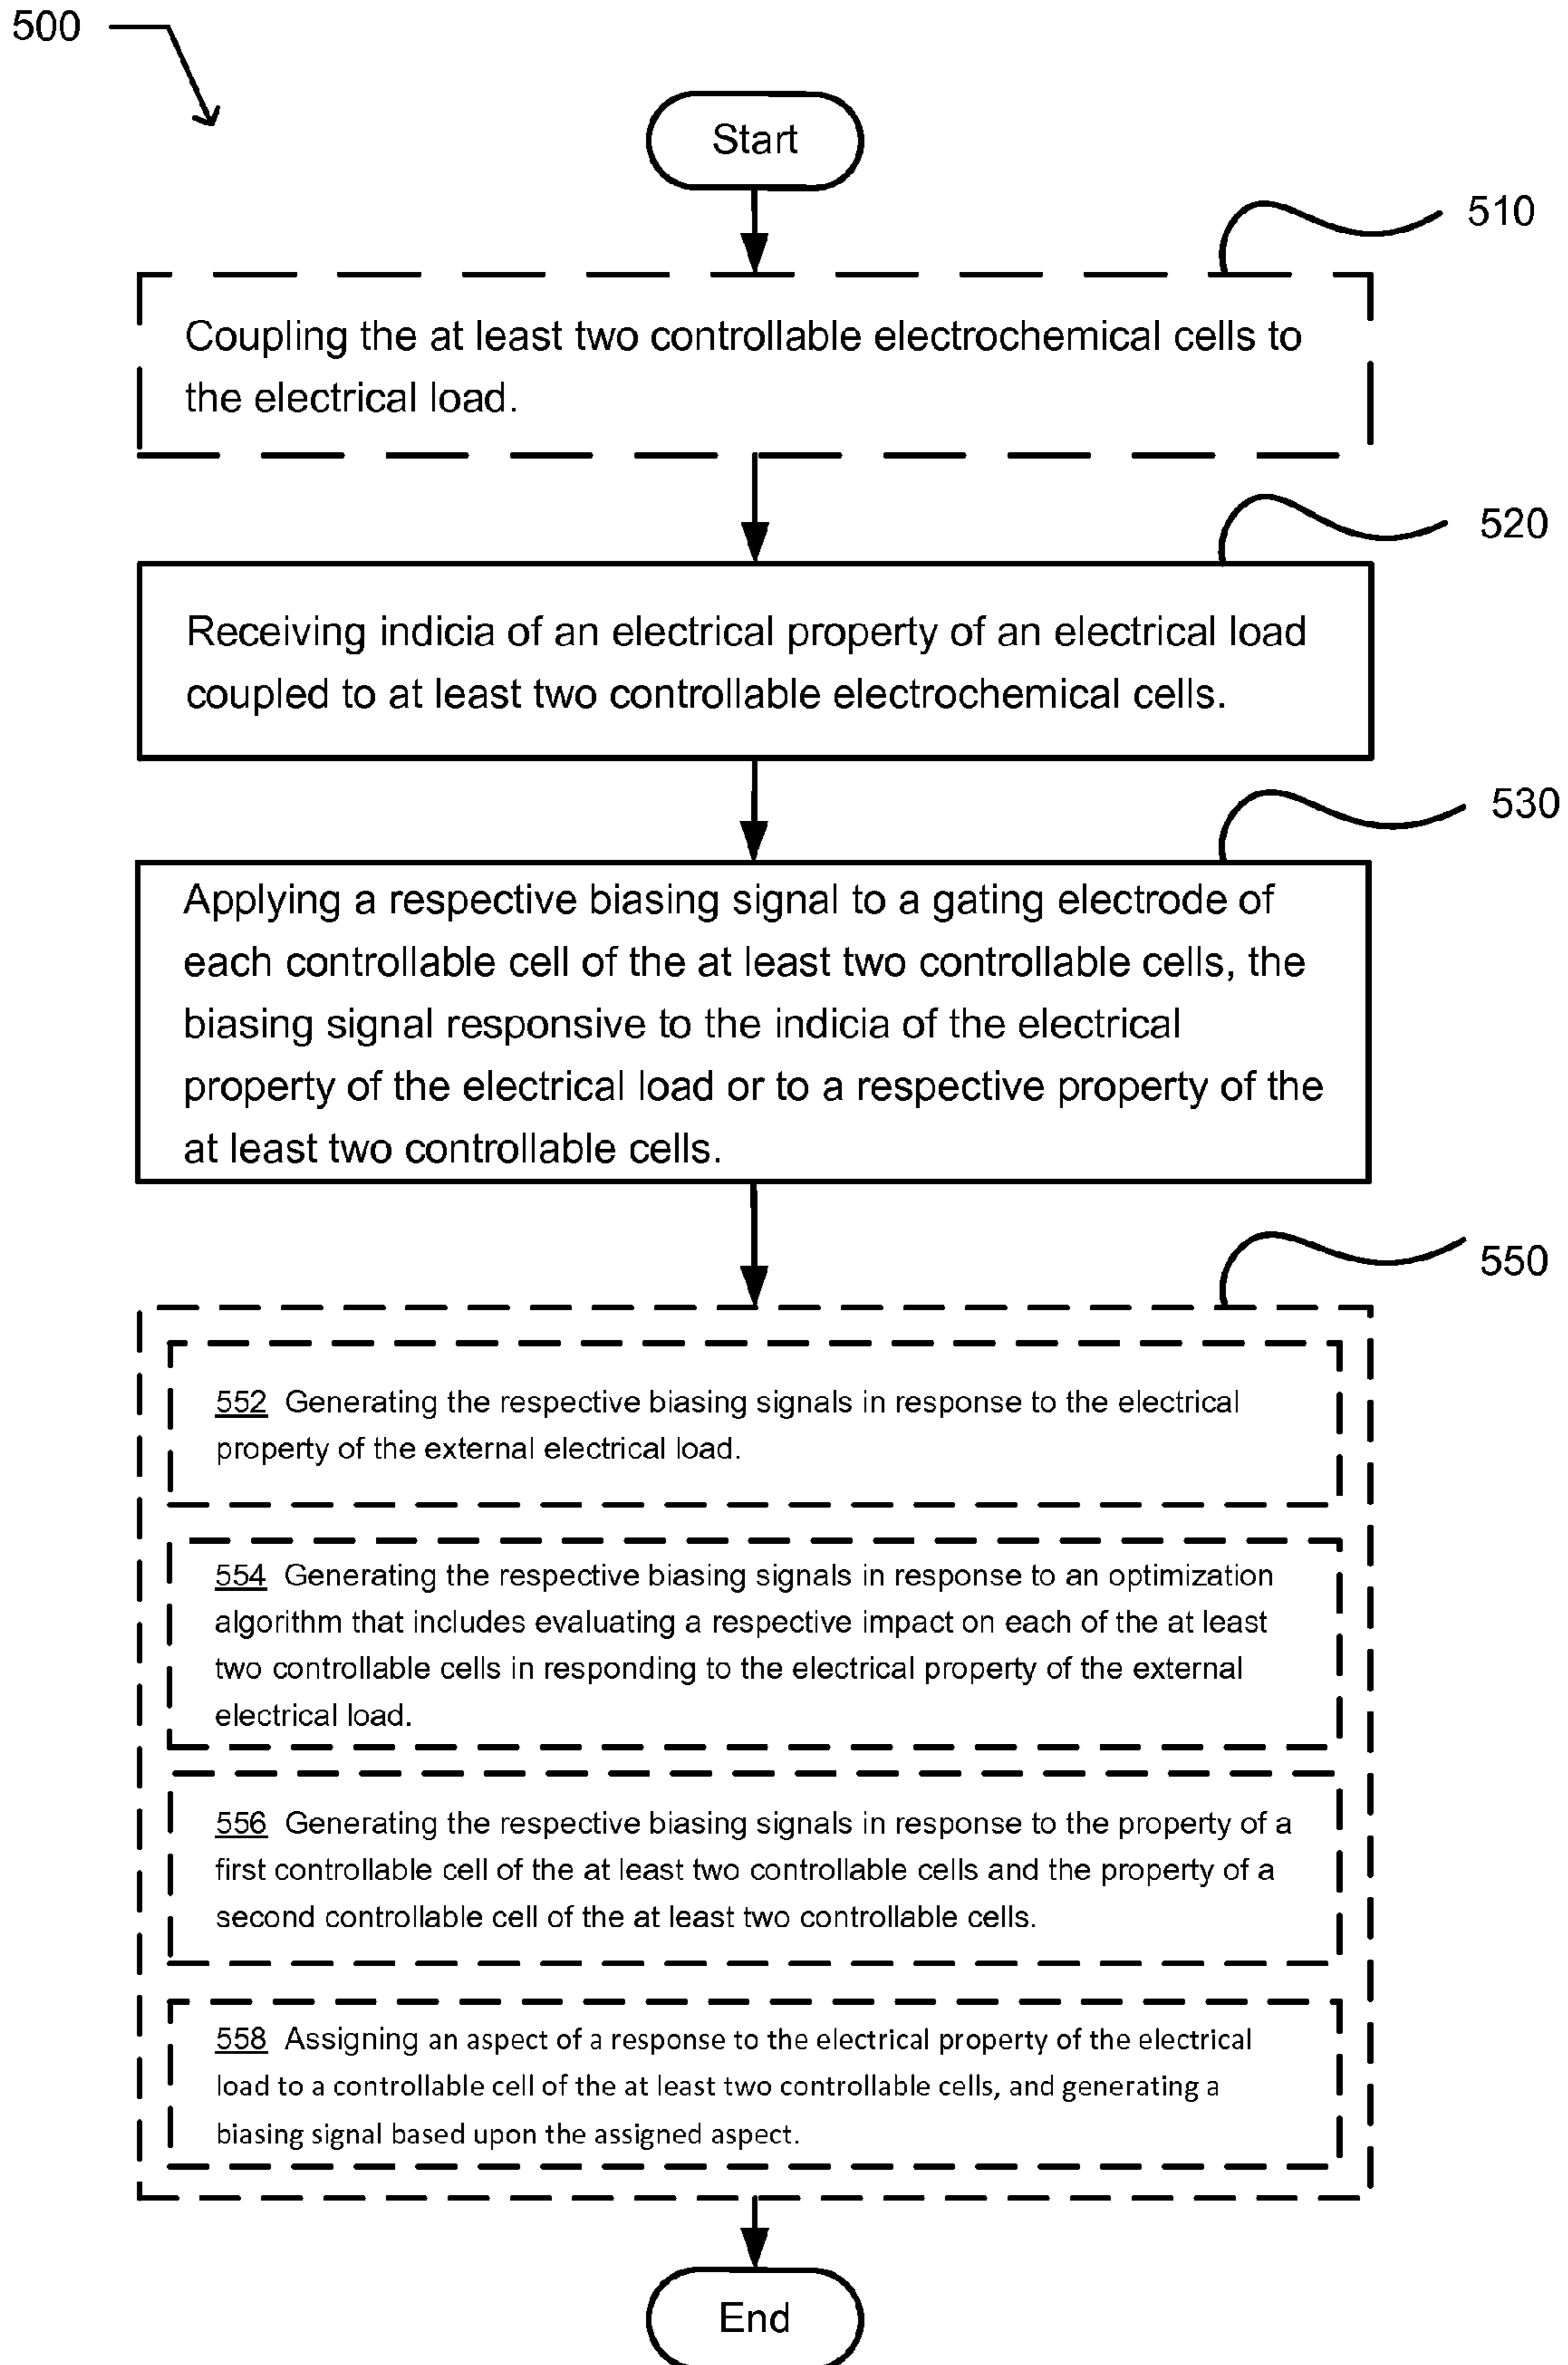 500
Start
510
Coupling the at least two controllable electrochemical cells to
the electrical load.
520
Receiving indicia of an electrical property of an electrical load
coupled to at least two controllable electrochemical cells.
530
Applying a respective biasing signal to a gating electrode of
each controllable cell of the at least two controllable cells, the
biasing signal responsive to the indicia of the electrical
property of the electrical load or to a respective property of the
at least two controllable cells.
550
552 Generating the respective biasing signals in response to the electrical
property of the external electrical load.
554 Generating the respective biasing signals in response to an optimization
algorithm that includes evaluating a respective impact on each of the at least
two controllable cells in responding to the electrical property of the external
electrical load.
556 Generating the respective biasing signals in response to the property of a
first controllable cell of the at least two controllable cells and the property of a
second controllable cell of the at least two controllable cells.
558 Assigning an aspect of a response to the electrical property of the electrical
load to a controllable cell of the at least two controllable cells, and generating a
biasing signal based upon the assigned aspect.
End